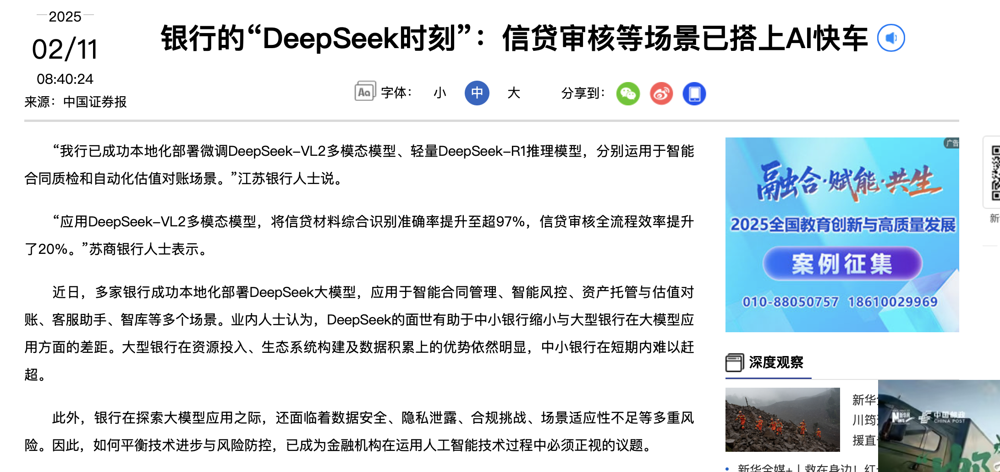 2025
02/11
08:40:24
来源：中国证券报
银行的“DeepSeek时刻”：信贷审核等场景已搭上AI快车
Aa 字体： 小 中 大 分享到：
“我行已成功本地化部署微调DeepSeek-VL2多模态模型、轻量DeepSeek-R1推理模型，分别运用于智能
合同质检和自动化估值对账场景。”江苏银行人士说。
“应用DeepSeek-VL2多模态模型，将信贷材料综合识别准确率提升至超97%，信贷审核全流程效率提升
了20%。”苏商银行人士表示。
近日，多家银行成功本地化部署DeepSeek大模型，应用于智能合同管理、智能风控、资产托管与估值对
账、客服助手、智库等多个场景。业内人士认为，DeepSeek的面世有助于中小银行缩小与大型银行在大模型应
用方面的差距。大型银行在资源投入、生态系统构建及数据积累上的优势依然明显，中小银行在短期内难以赶
超。
此外，银行在探索大模型应用之际，还面临着数据安全、隐私泄露、合规挑战、场景适应性不足等多重风
险。因此，如何平衡技术进步与风险防控，已成为金融机构在运用人工智能技术过程中必须正视的议题。
广告
融合·赋能·共生
2025全国教育创新与高质量发展
案例征集
010-88050757 18610029969
新
深度观察
新华
川筠
援直
中国邮政
CHINA POST
新华全媒+丨救在身边！红